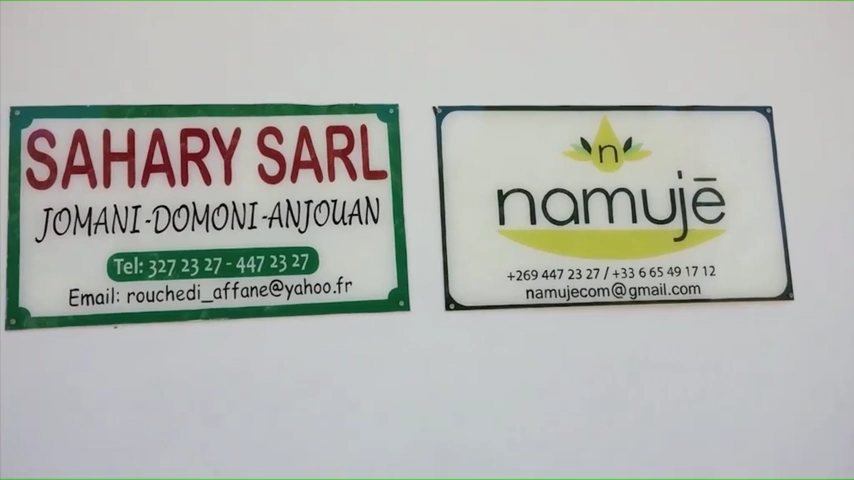 SAHARY SARL
JOMANI-DOMONI-ANJOUAN
Tel: 327 23 27 - 447 23 27
Email: rouchedi_affane@yahoo.fr
n
namujē
+269 447 23 27 / +33 6 65 49 17 12
namujecom@gmail.com